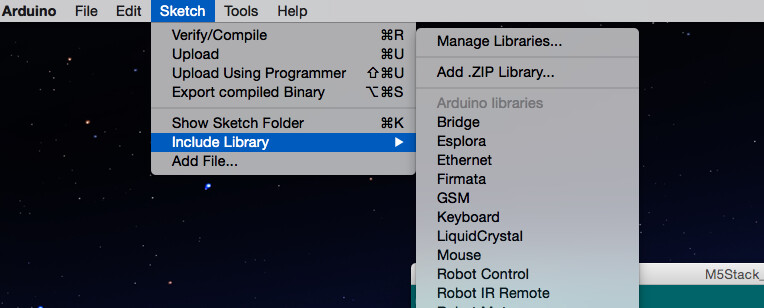 Arduino File Edit Sketch Tools Help
Verify/Compile ⌘R
Upload ⌘U
Upload Using Programmer ⇧⌘U
Export compiled Binary ⌥⌘S
Show Sketch Folder ⌘K
Include Library ▶
Add File...
Manage Libraries...
Add .ZIP Library...
Arduino libraries
Bridge
Esplora
Ethernet
Firmata
GSM
Keyboard
LiquidCrystal
Mouse
Robot Control
Robot IR Remote
M5Stack_